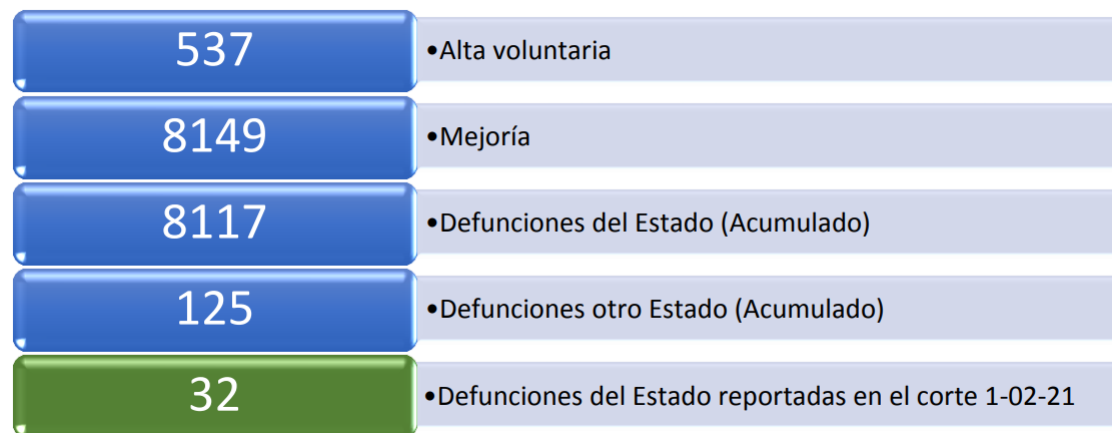 537
•Alta voluntaria
8149
•Mejoría
8117
•Defunciones del Estado (Acumulado)
125
•Defunciones otro Estado (Acumulado)
32
•Defunciones del Estado reportadas en el corte 1-02-21